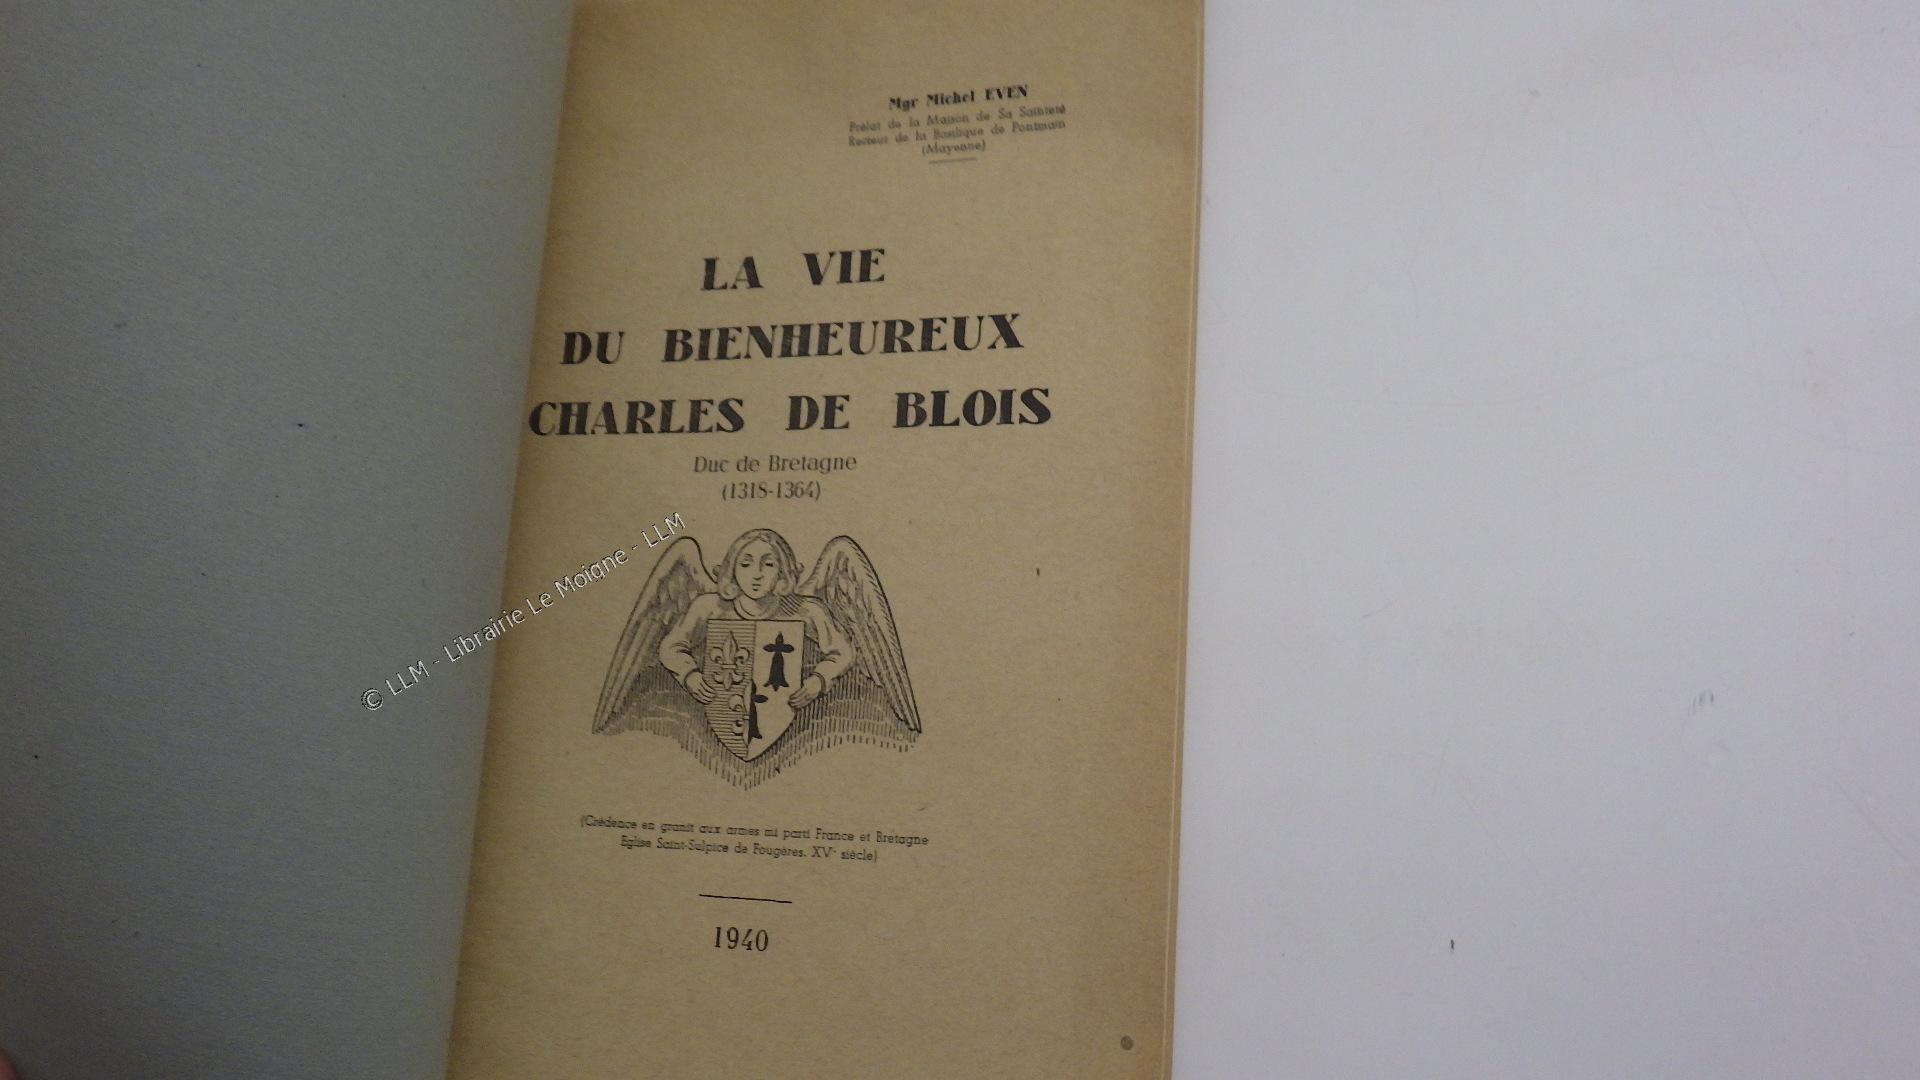 Mgr Michel EVEN
Prélat de la Maison de Sa Sainteté
Recteur de la Basilique de Pontmain
(Mayenne)
LA VIE
DU BIENHEUREUX
CHARLES DE BLOIS
Duc de Bretagne
(1318-1364)
© LLM - Librairie Le Moigne - LLM
(Crédence en granit aux armes mi parti France et Bretagne
Eglise Saint-Sulpice de Fougères. XVe siècle)
1940